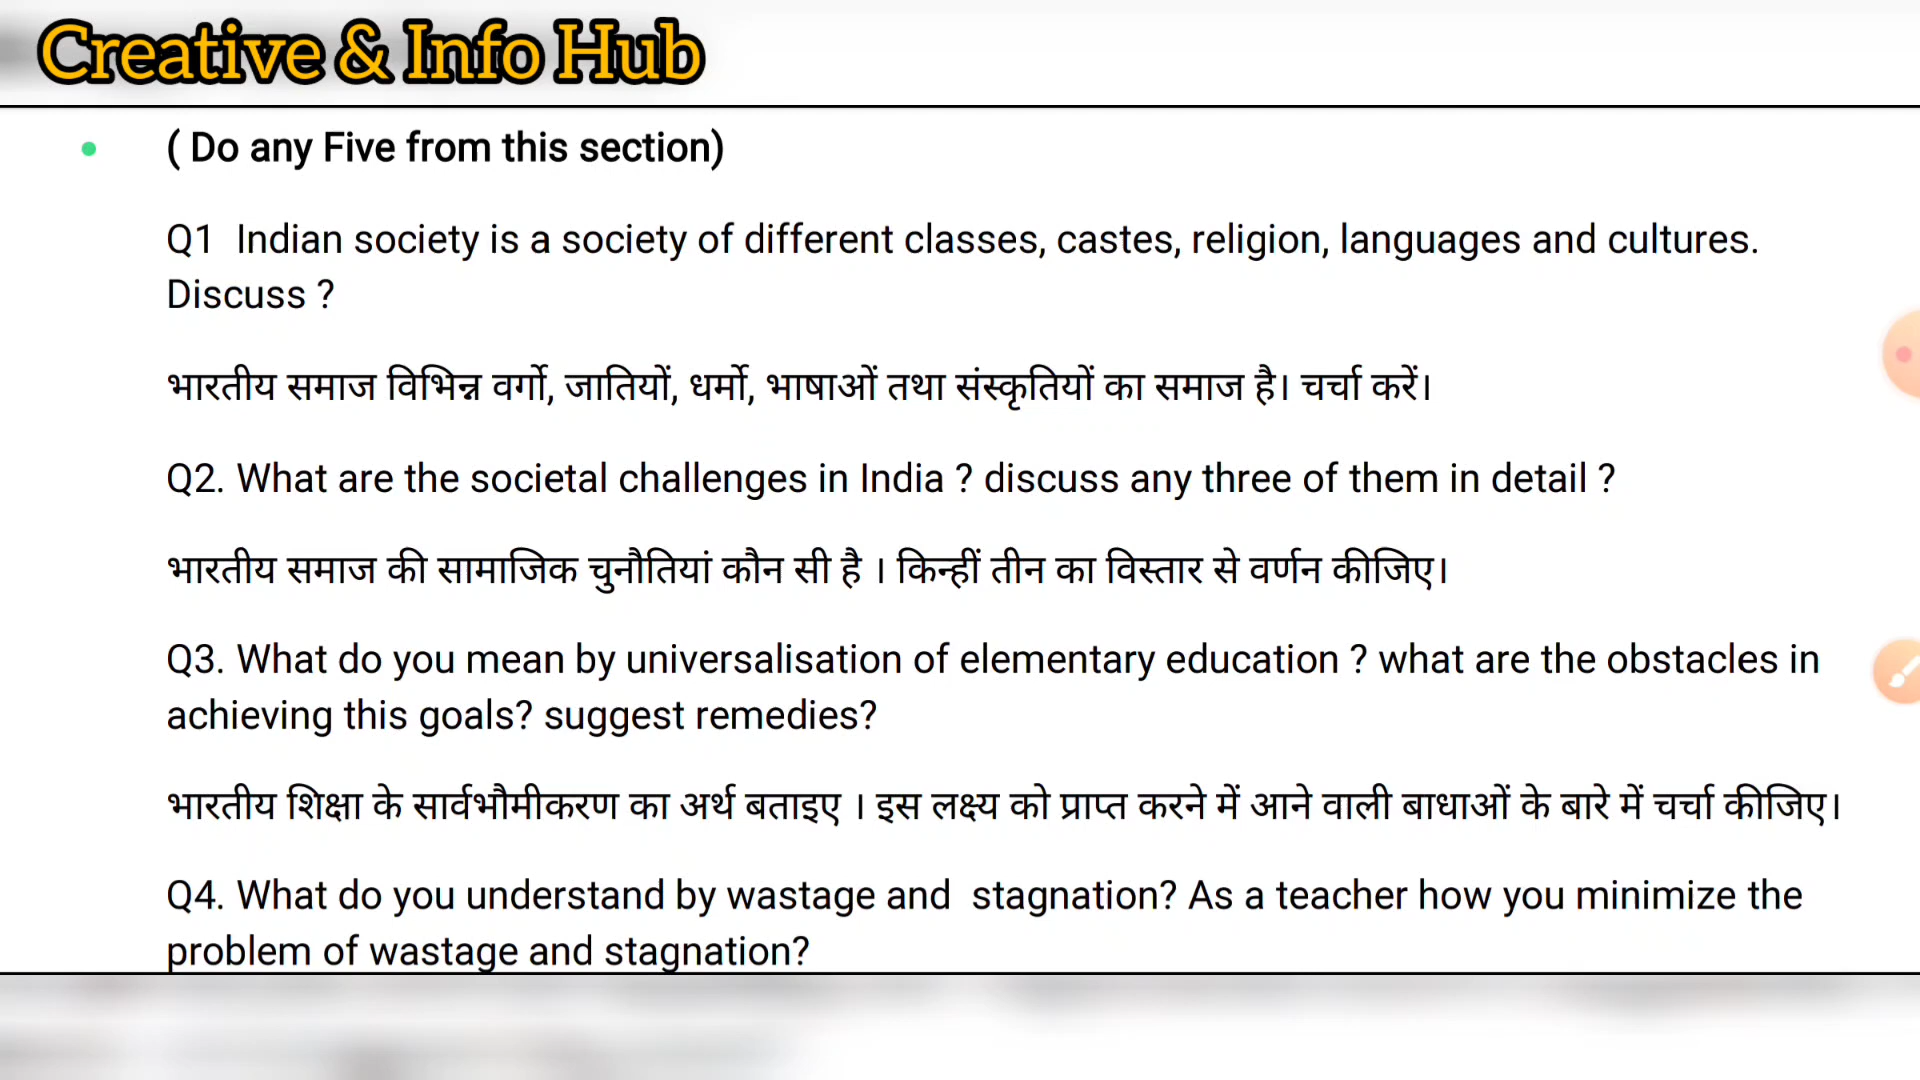 Creative & Info Hub
( Do any Five from this section)
Q1 Indian society is a society of different classes, castes, religion, languages and cultures.
Discuss ?
भारतीय समाज विभिन्न वर्गो, जातियों, धर्मो, भाषाओं तथा संस्कृतियों का समाज है। चर्चा करें।
Q2. What are the societal challenges in India ? discuss any three of them in detail ?
भारतीय समाज की सामाजिक चुनौतियां कौन सी है । किन्हीं तीन का विस्तार से वर्णन कीजिए।
Q3. What do you mean by universalisation of elementary education ? what are the obstacles in
achieving this goals? suggest remedies?
भारतीय शिक्षा के सार्वभौमीकरण का अर्थ बताइए । इस लक्ष्य को प्राप्त करने में आने वाली बाधाओं के बारे में चर्चा कीजिए।
Q4. What do you understand by wastage and stagnation? As a teacher how you minimize the
problem of wastage and stagnation?